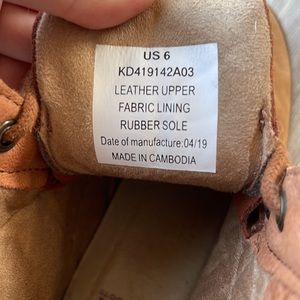 US 6
KD419142A03
LEATHER UPPER
FABRIC LINING
RUBBER SOLE
Date of manufacture:04/19
MADE IN CAMBODIA